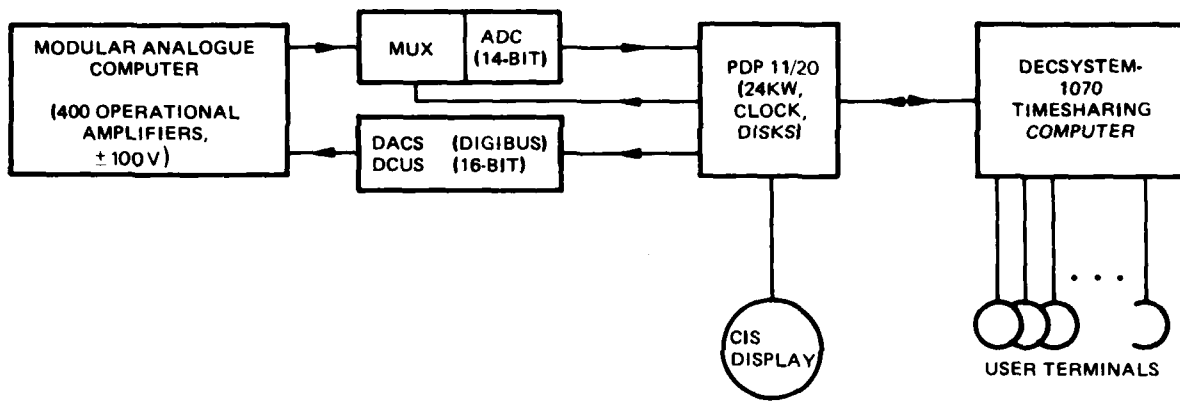 MODULAR ANALOGUE
COMPUTER
(400 OPERATIONAL
AMPLIFIERS,
± 100 V)
MUX
ADC
(14-BIT)
DACS (DIGIBUS)
DCUS (16-BIT)
PDP 11/20
(24KW,
CLOCK,
DISKS)
DECSYSTEM-
1070
TIMESHARING
COMPUTER
CIS
DISPLAY
. . .
USER TERMINALS